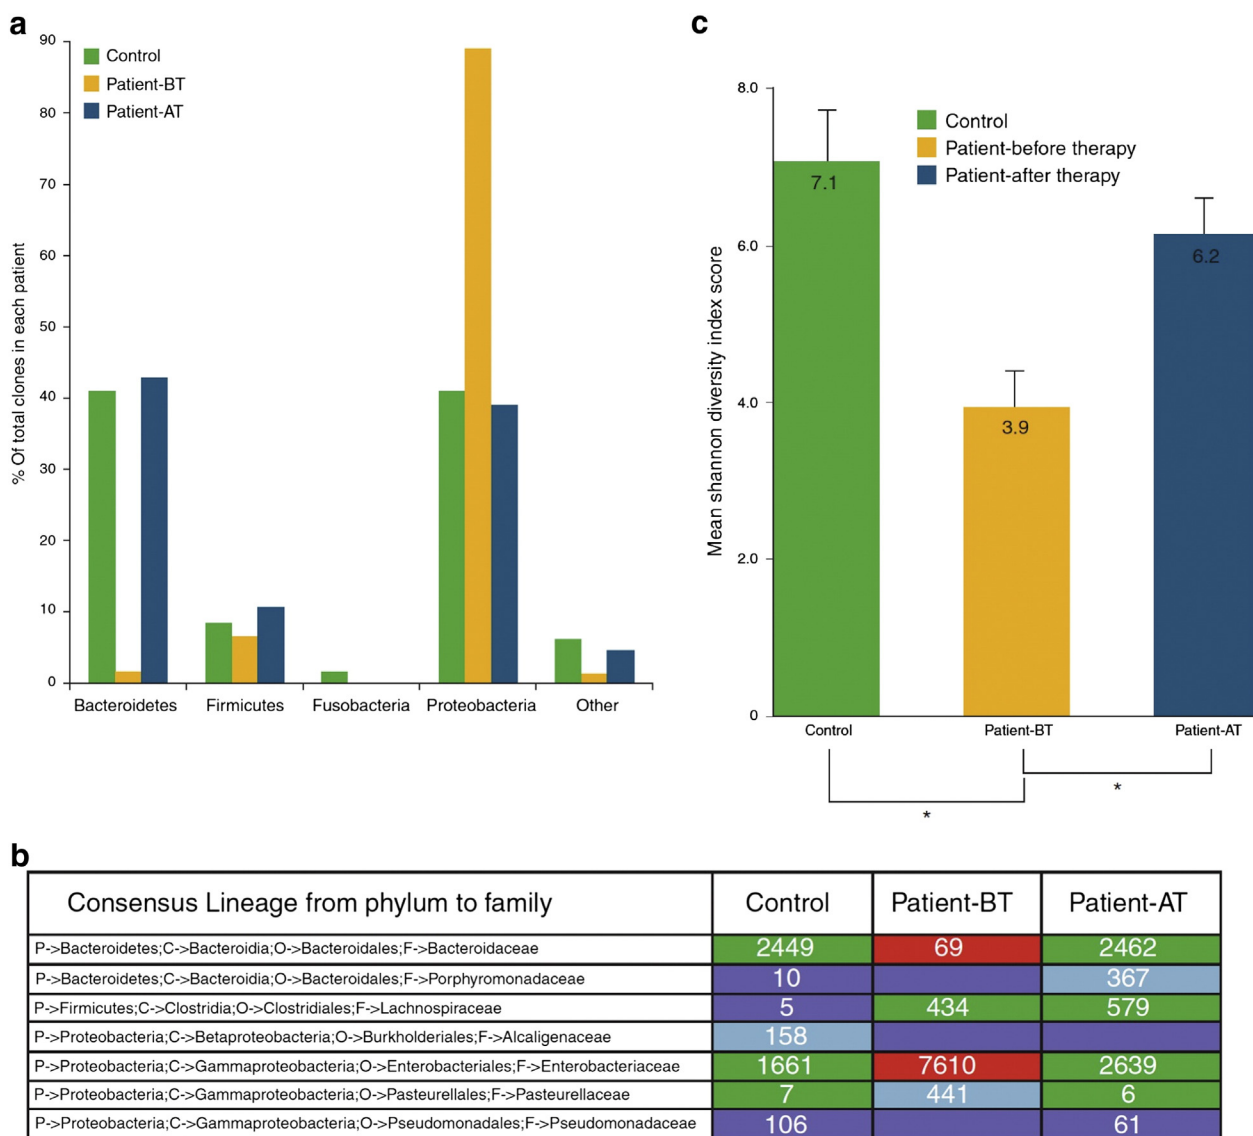 a
90
80
70
60
50
40
30
20
10
0
% Of total clones in each patient
Control
Patient-BT
Patient-AT
Bacteroidetes Firmicutes Fusobacteria Proteobacteria Other
c
8.0
6.0
4.0
2.0
0
Mean shannon diversity index score
Control
Patient-before therapy
Patient-after therapy
7.1
3.9
6.2
Control Patient-BT Patient-AT
*
*
b
Consensus Lineage from phylum to family Control Patient-BT Patient-AT
P->Bacteroidetes;C->Bacteroidia;O->Bacteroidales;F->Bacteroidaceae 2449 69 2462
P->Bacteroidetes;C->Bacteroidia;O->Bacteroidales;F->Porphyromonadaceae 10 367
P->Firmicutes;C->Clostridia;O->Clostridiales;F->Lachnospiraceae 5 434 579
P->Proteobacteria;C->Betaproteobacteria;O->Burkholderiales;F->Alcaligenaceae 158
P->Proteobacteria;C->Gammaproteobacteria;O->Enterobacteriales;F->Enterobacteriaceae 1661 7610 2639
P->Proteobacteria;C->Gammaproteobacteria;O->Pasteurellales;F->Pasteurellaceae 7 441 6
P->Proteobacteria;C->Gammaproteobacteria;O->Pseudomonadales;F->Pseudomonadaceae 106 61